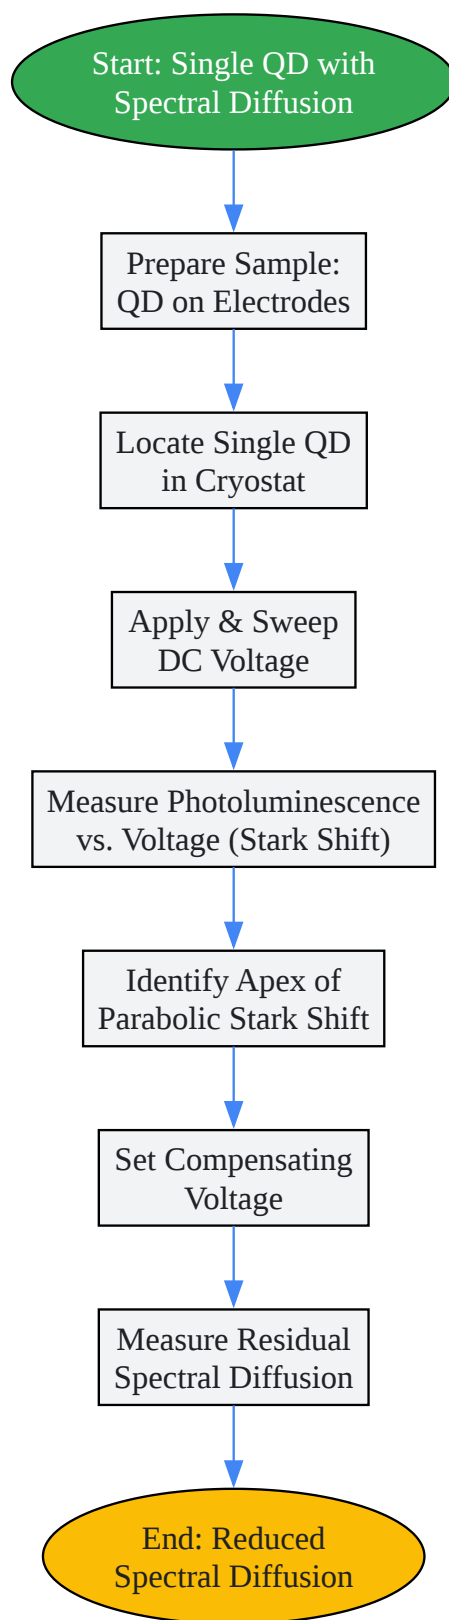 Start: Single QD with
Spectral Diffusion
Prepare Sample:
QD on Electrodes
Locate Single QD
in Cryostat
Apply & Sweep
DC Voltage
Measure Photoluminescence
vs. Voltage (Stark Shift)
Identify Apex of
Parabolic Stark Shift
Set Compensating
Voltage
Measure Residual
Spectral Diffusion
End: Reduced
Spectral Diffusion